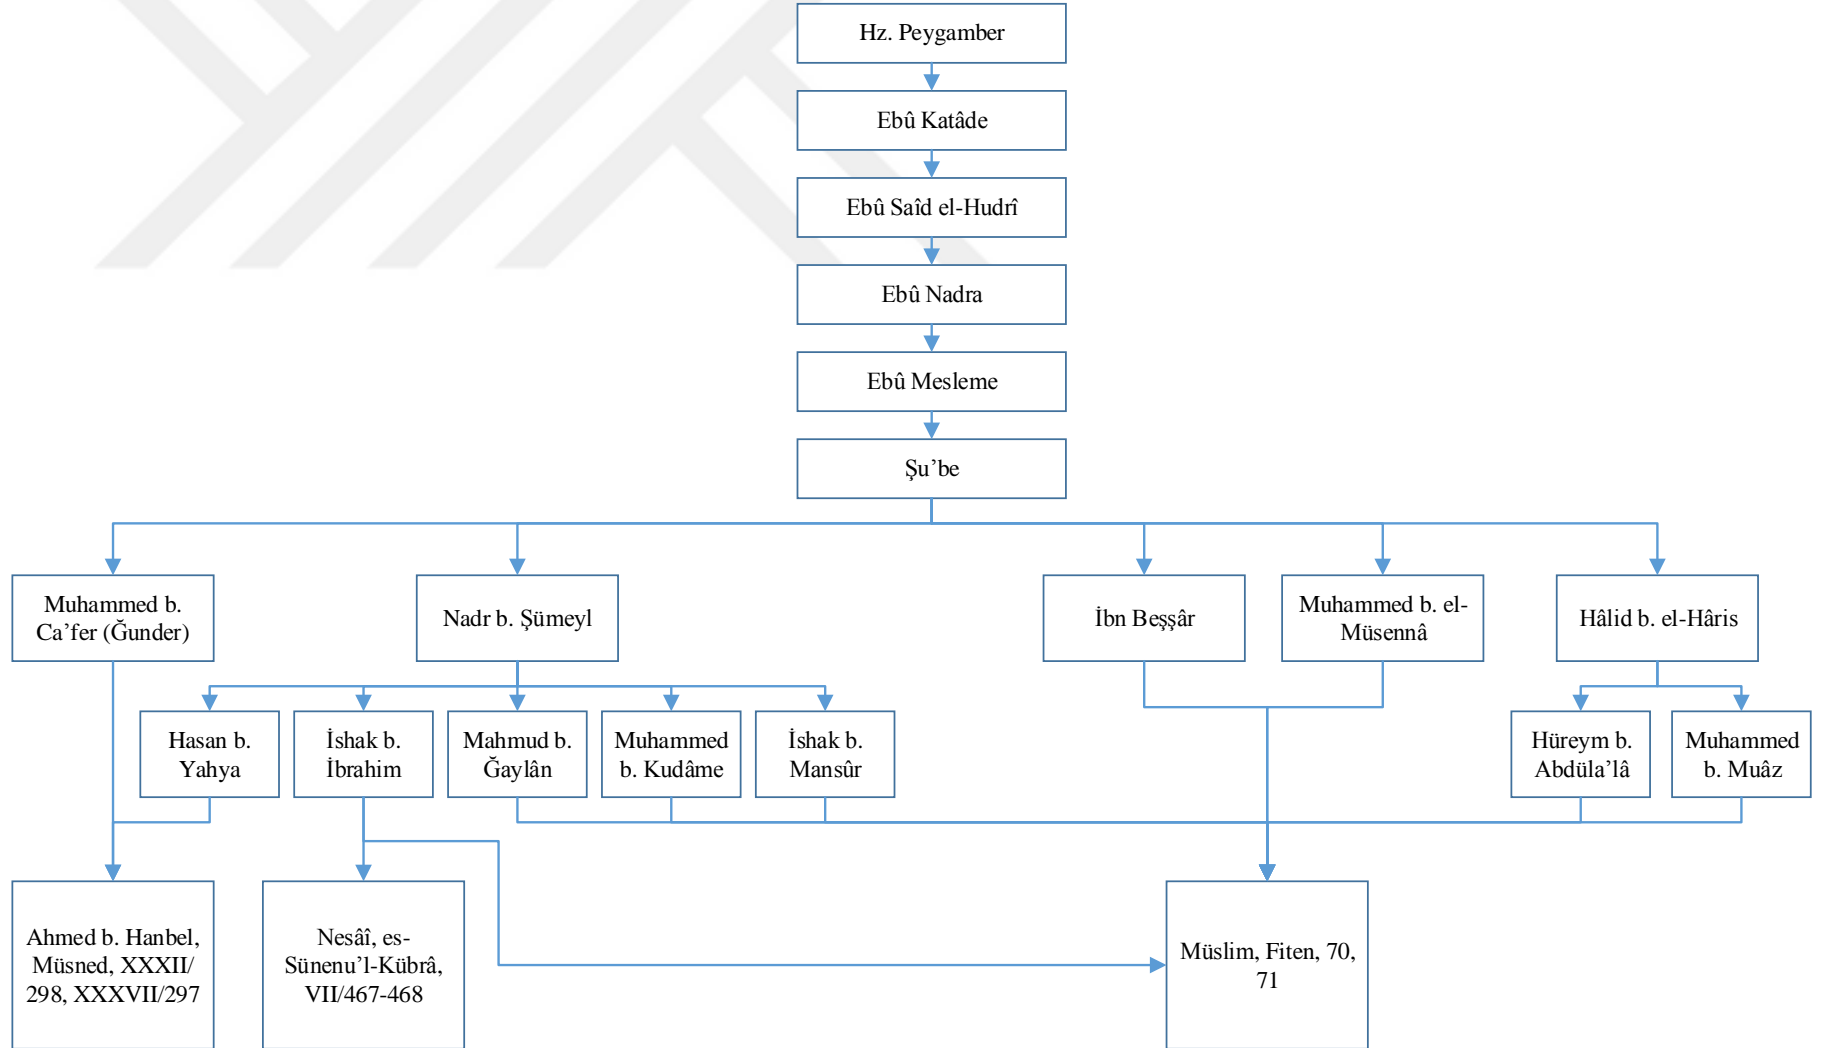 Hz. Peygamber
Ebû Katâde
Ebû Saîd el-Hudrî
Ebû Nadra
Ebû Mesleme
Şu’be
Muhammed b.
Ca’fer (Ğunder)
Nadr b. Şümeyl
İbn Beşşâr
Muhammed b. el-
Müsennâ
Hâlid b. el-Hâris
Hasan b.
Yahya
İshak b.
İbrahim
Mahmud b.
Ğaylân
Muhammed
b. Kudâme
İshak b.
Mansûr
Hüreym b.
Abdüla’lâ
Muhammed
b. Muâz
Ahmed b. Hanbel,
Müsned, XXXII/
298, XXXVII/297
Nesâî, es-
Sünenu’l-Kübrâ,
VII/467-468
Müslim, Fiten, 70,
71